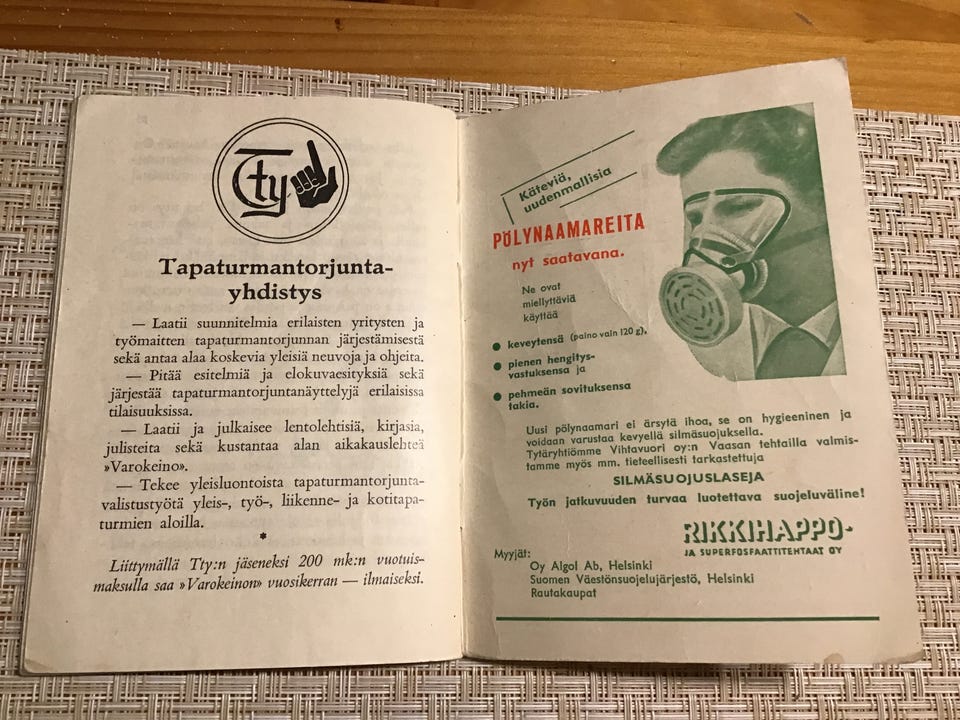 Tty
Tapaturmantorjunta-
yhdistys
— Laatii suunnitelmia erilaisten yritysten ja
työmaitten tapaturmantorjunnan järjestämisestä
sekä antaa alaa koskevia yleisiä neuvoja ja ohjeita.
— Pitää esitelmiä ja elokuvaesityksiä sekä
järjestää tapaturmantorjuntanäyttelyjä erilaisissa
tilaisuuksissa.
— Laatii ja julkaisee lentolehtisiä, kirjasia,
julisteita sekä kustantaa alan aikakauslehteä
»Varokeino».
— Tekee yleisluontoista tapaturmantorjunta-
valistustyötä yleis-, työ-, liikenne- ja kotitapa-
turmien aloilla.
*
Liittymällä Tty:n jäseneksi 200 mk:n vuotuis-
maksulla saa »Varokeinon» vuosikerran — ilmaiseksi.
Käteviä,
uudenmallisia
PÖLYNAAMAREITA
nyt saatavana.
Ne ovat
miellyttäviä
käyttää
● keveytensä (paino vain 120 g),
● pienen hengitys-
vastuksensa ja
● pehmeän sovituksensa
takia.
Uusi pölynaamari ei ärsytä ihoa, se on hygieeninen ja
voidaan varustaa kevyellä silmäsuojuksella.
Tytäryhtiömme Vihtavuori oy:n Vaasan tehtailla valmis-
tamme myös mm. tieteellisesti tarkastettuja
SILMÄSUOJUSLASEJA
Työn jatkuvuuden turvaa luotettava suojeluväline!
RIKKIHAPPO-
JA SUPERFOSFAATTITEHTAAT OY
Myyjät:
Oy Algol Ab, Helsinki
Suomen Väestönsuojelujärjestö, Helsinki
Rautakaupat